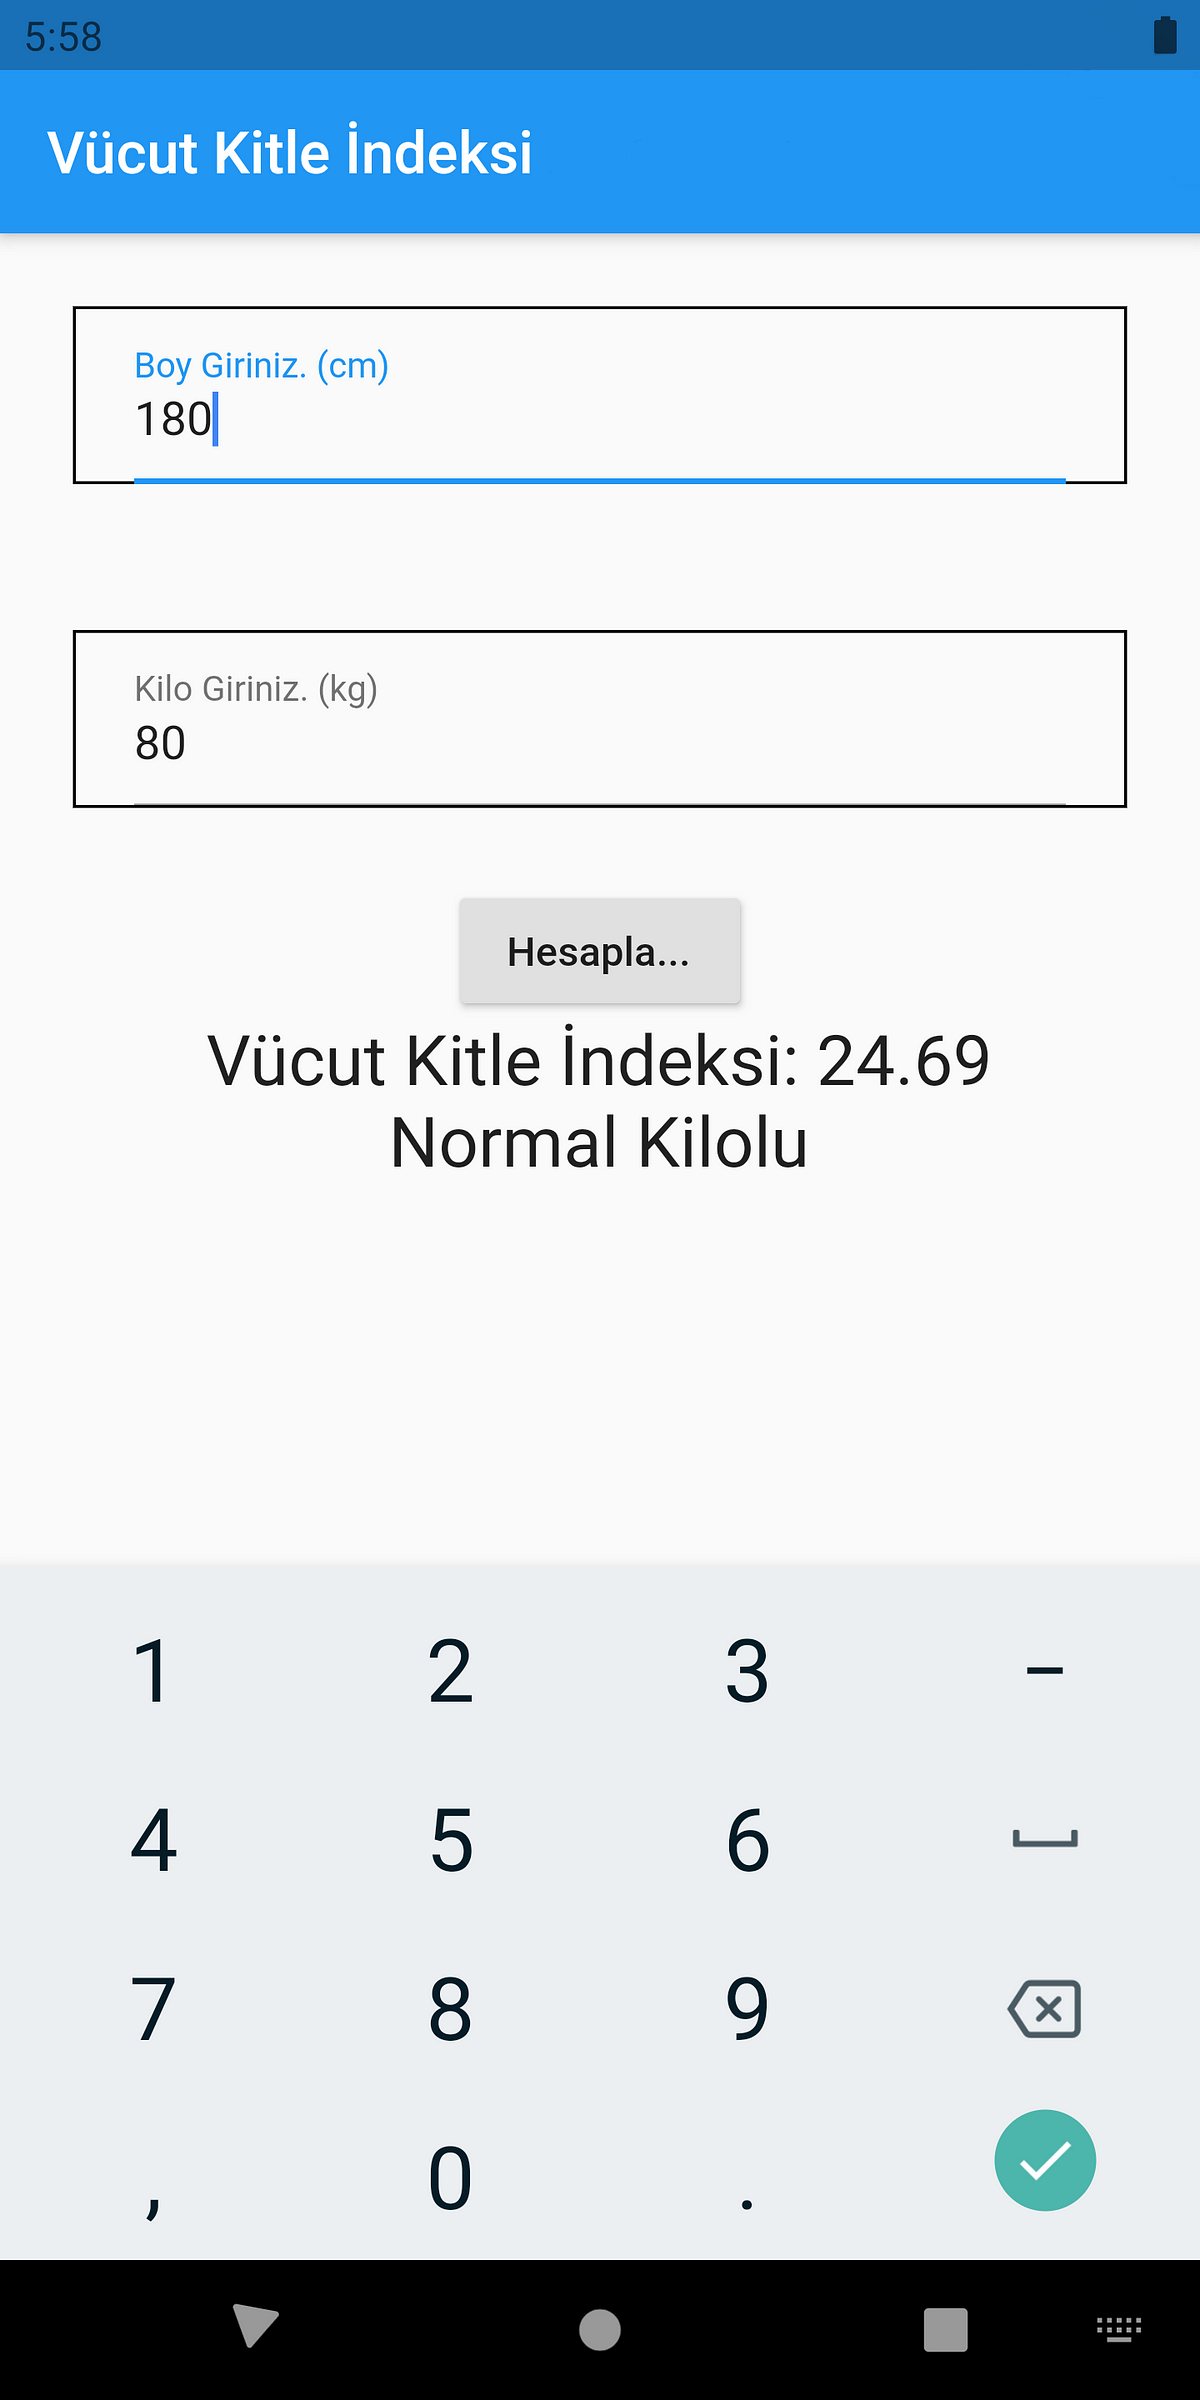 5:58
Vücut Kitle İndeksi
Boy Giriniz. (cm)
180
Kilo Giriniz. (kg)
80
Hesapla...
Vücut Kitle İndeksi: 24.69
Normal Kilolu
1 2 3 –
4 5 6
7 8 9
, 0 .